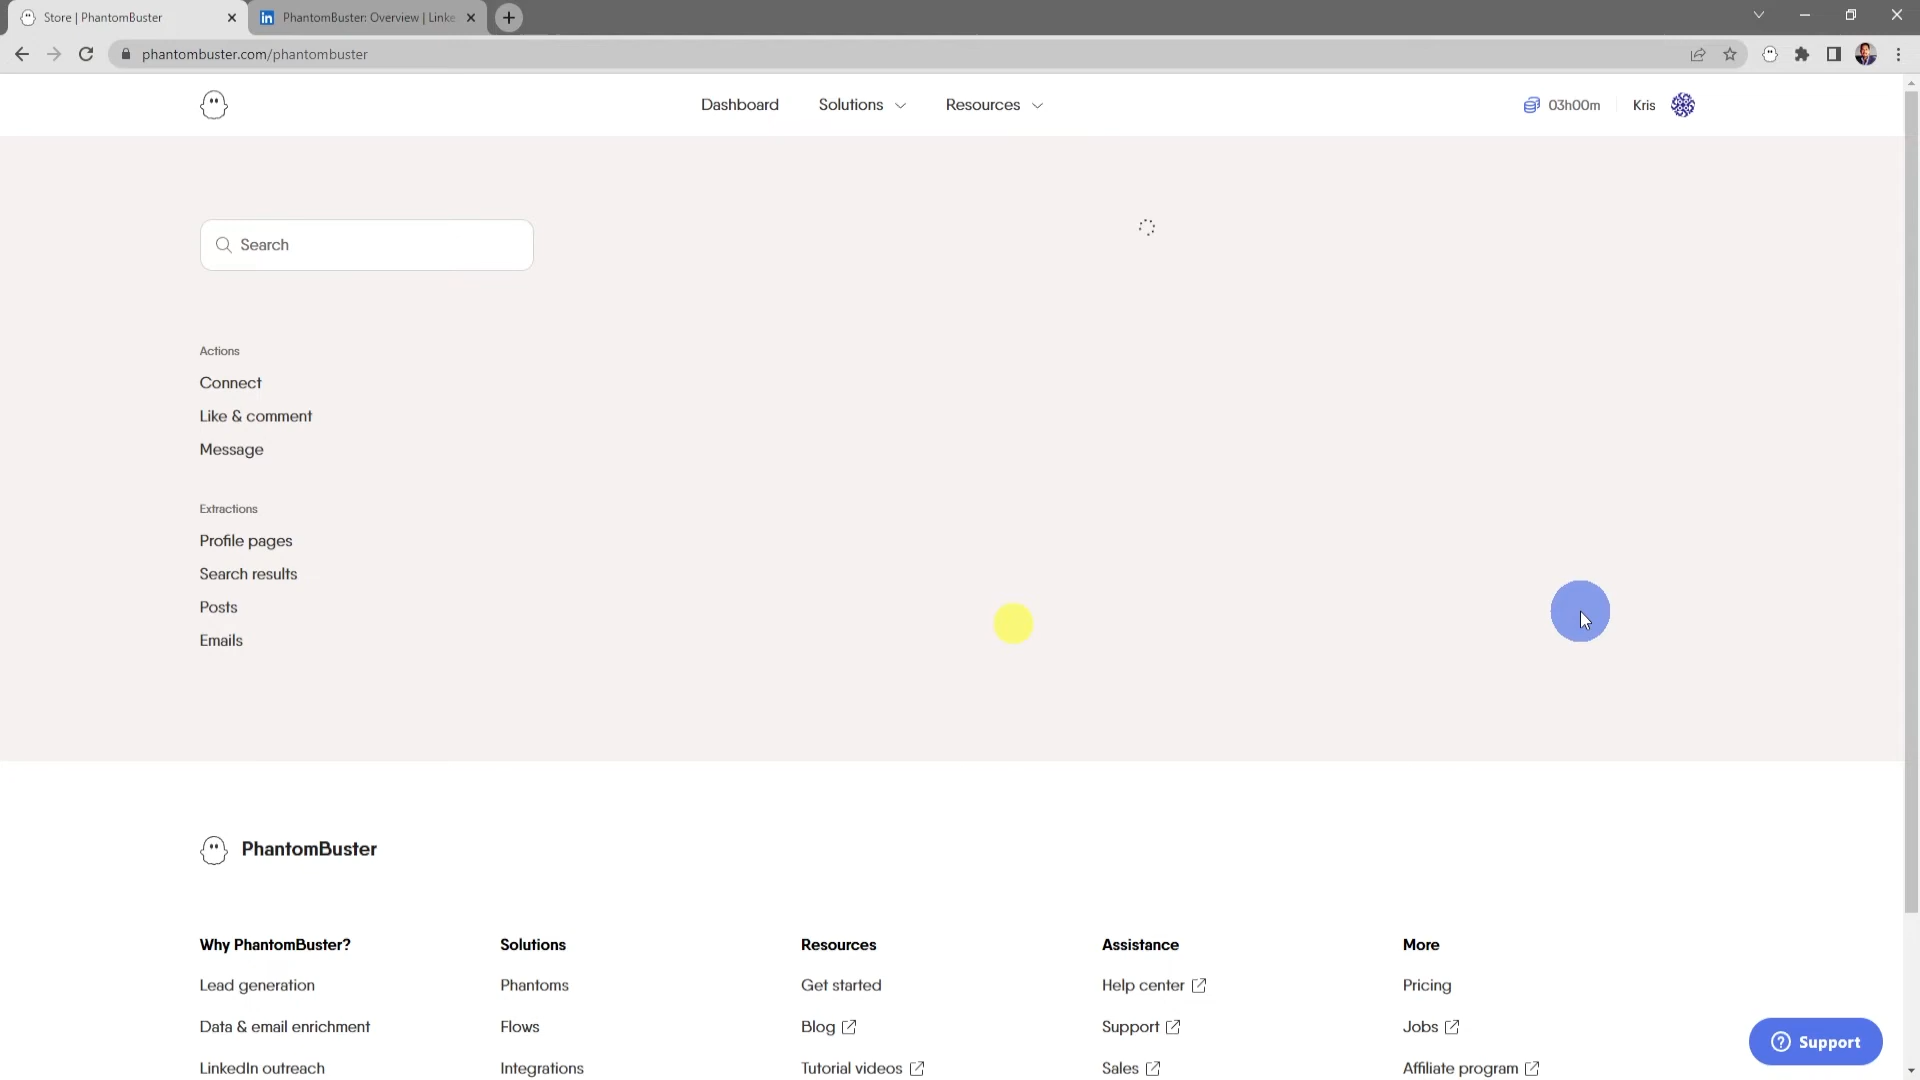 Store | PhantomBuster
PhantomBuster: Overview | Linke
phantombuster.com/phantombuster
Dashboard
Solutions
Resources
03h00m
Kris
Search
Actions
Connect
Like & comment
Message
Extractions
Profile pages
Search results
Posts
Emails
PhantomBuster
Why PhantomBuster?
Solutions
Resources
Assistance
More
Lead generation
Phantoms
Get started
Help center
Pricing
Data & email enrichment
Flows
Blog
Support
Jobs
LinkedIn outreach
Integrations
Tutorial videos
Sales
Affiliate program
Support